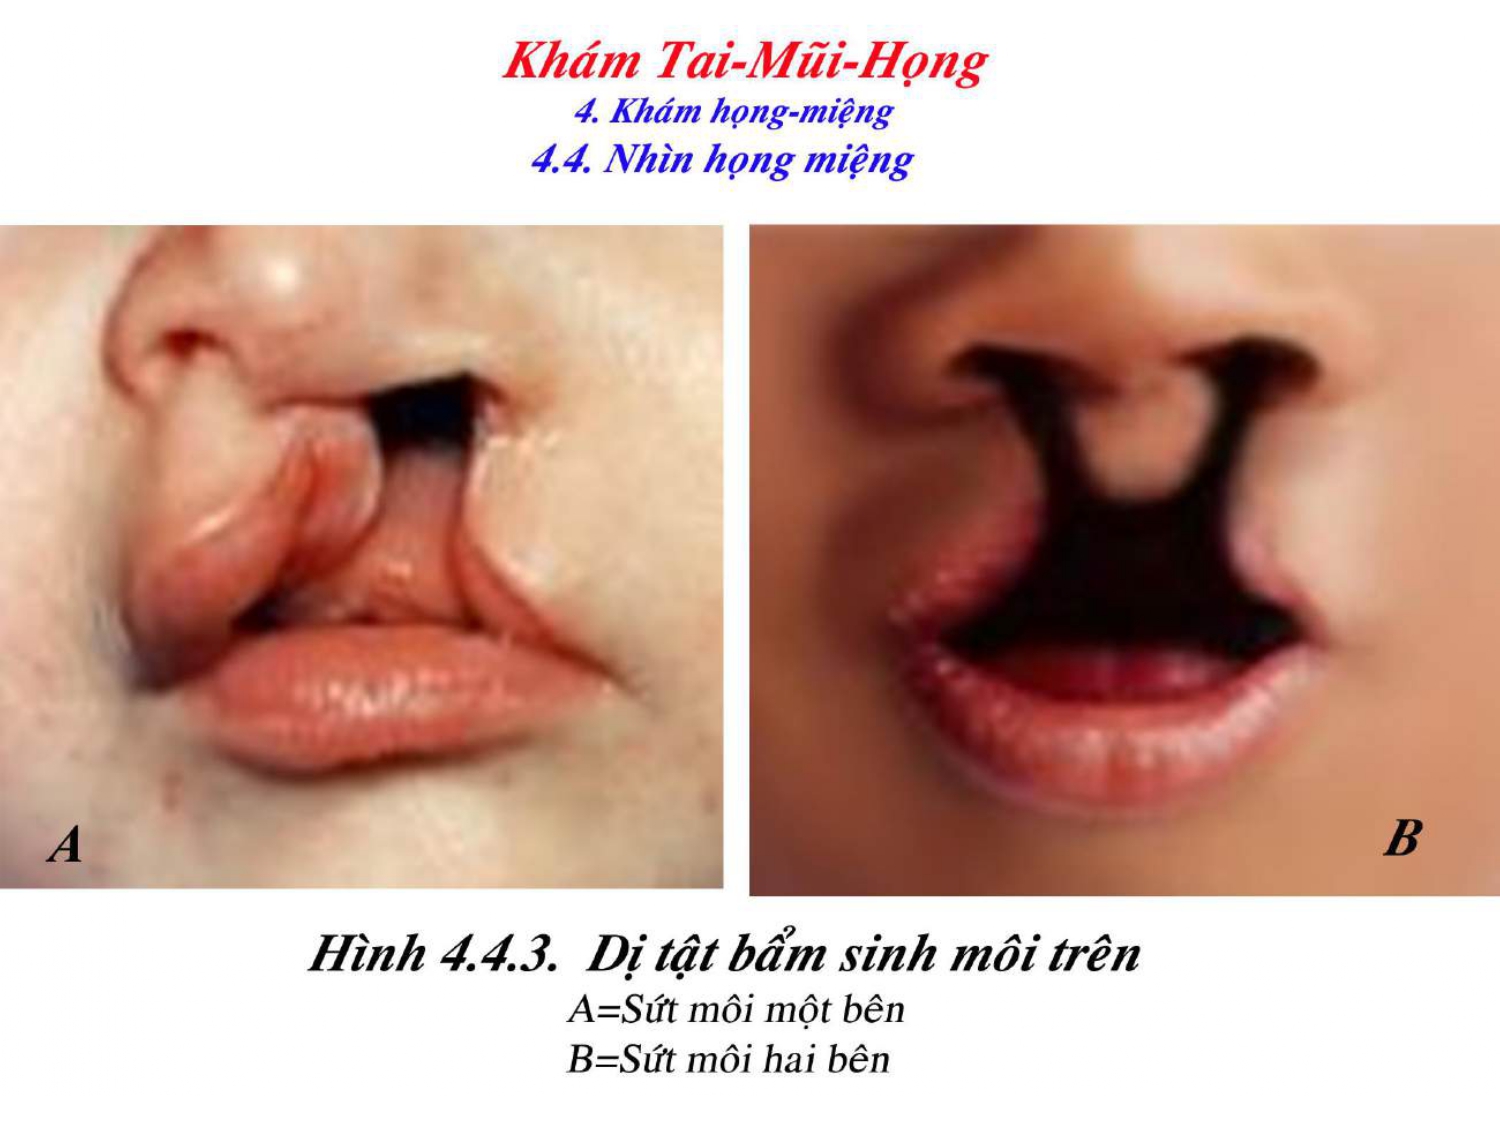 Khám Tai-Mũi-Họng
4. Khám họng-miệng
4.4. Nhìn họng miệng
A
B
Hình 4.4.3. Dị tật bẩm sinh môi trên
A=Sứt môi một bên
B=Sứt môi hai bên